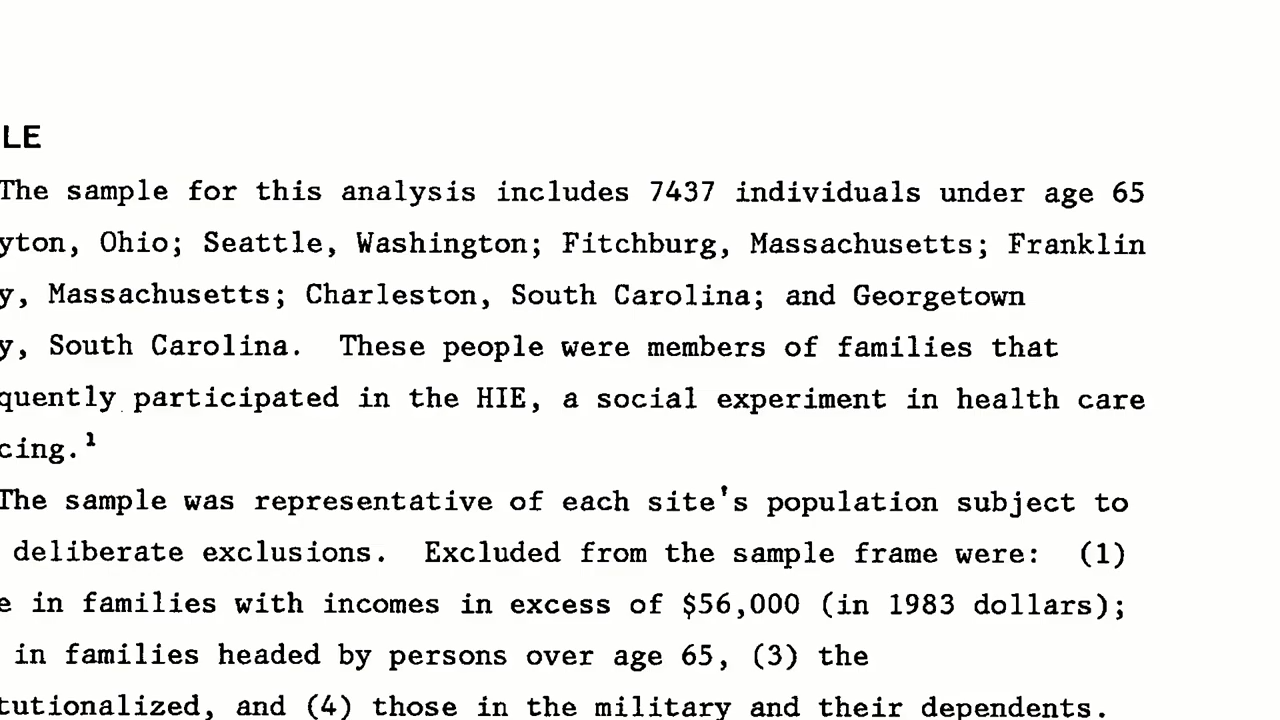 LE
The sample for this analysis includes 7437 individuals under age 65
yton, Ohio; Seattle, Washington; Fitchburg, Massachusetts; Franklin
y, Massachusetts; Charleston, South Carolina; and Georgetown
y, South Carolina.  These people were members of families that
quently participated in the HIE, a social experiment in health care
cing.¹
The sample was representative of each site's population subject to
deliberate exclusions.  Excluded from the sample frame were:  (1)
e in families with incomes in excess of $56,000 (in 1983 dollars);
in families headed by persons over age 65, (3) the
tutionalized, and (4) those in the military and their dependents.